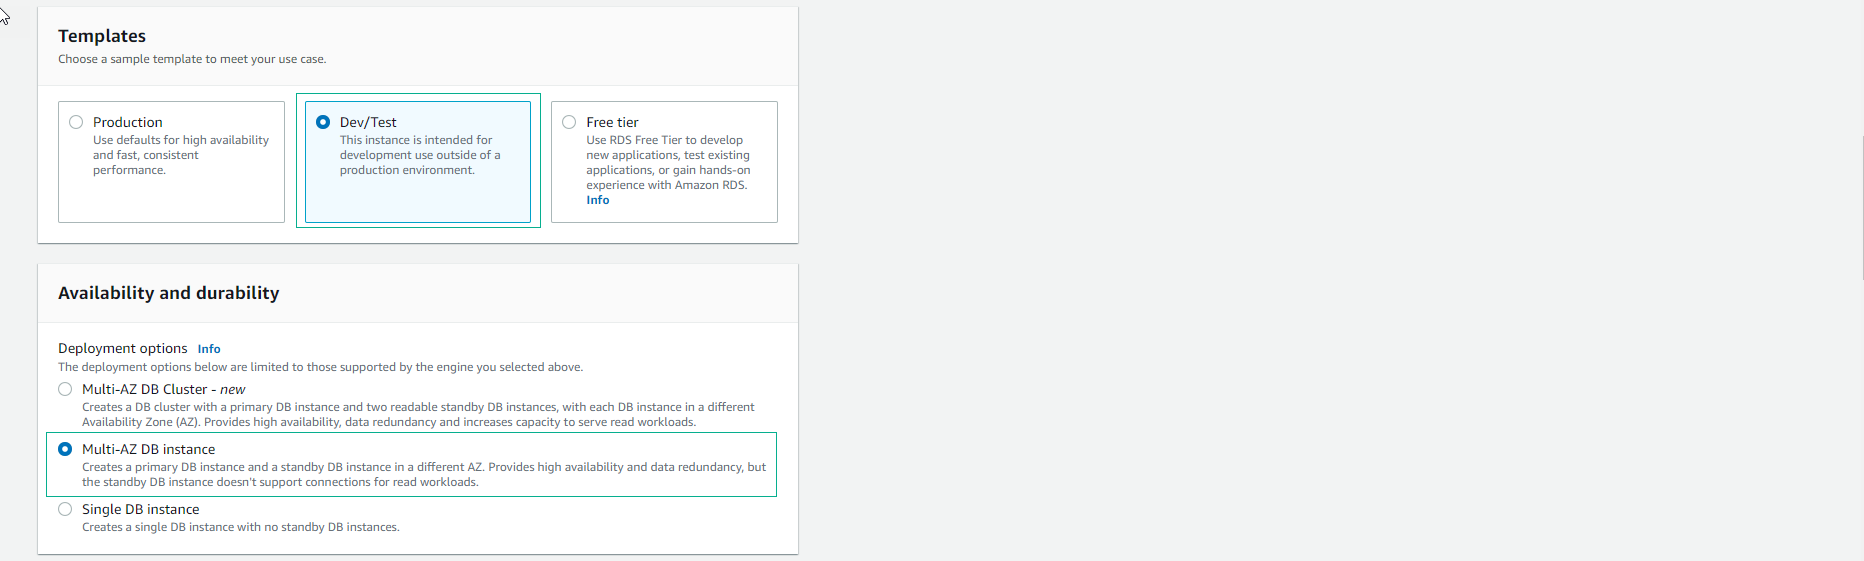 Templates
Choose a sample template to meet your use case.
Production
Use defaults for high availability
and fast, consistent
performance.
Dev/Test
This instance is intended for
development use outside of a
production environment.
Free tier
Use RDS Free Tier to develop
new applications, test existing
applications, or gain hands-on
experience with Amazon RDS.
Info
Availability and durability
Deployment options Info
The deployment options below are limited to those supported by the engine you selected above.
Multi-AZ DB Cluster - new
Creates a DB cluster with a primary DB instance and two readable standby DB instances, with each DB instance in a different
Availability Zone (AZ). Provides high availability, data redundancy and increases capacity to serve read workloads.
Multi-AZ DB instance
Creates a primary DB instance and a standby DB instance in a different AZ. Provides high availability and data redundancy, but
the standby DB instance doesn't support connections for read workloads.
Single DB instance
Creates a single DB instance with no standby DB instances.